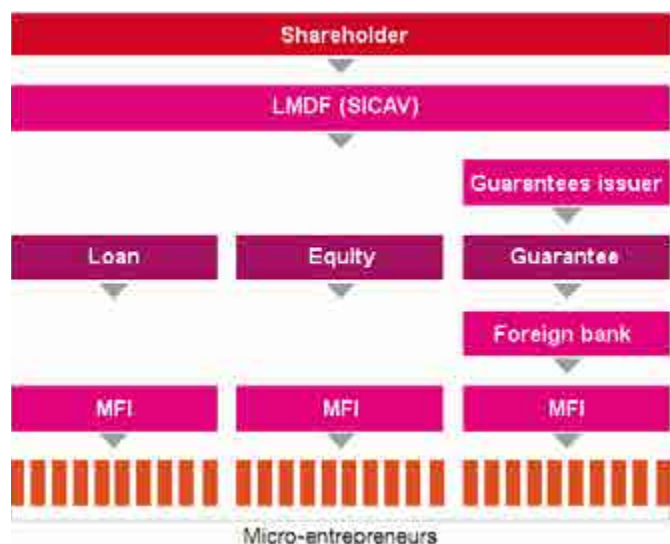 Shareholder
LMDF (SICAV)
Guarantees issuer
Loan
Equity
Guarantee
Foreign bank
MFI
MFI
MFI
Micro-entrepreneurs